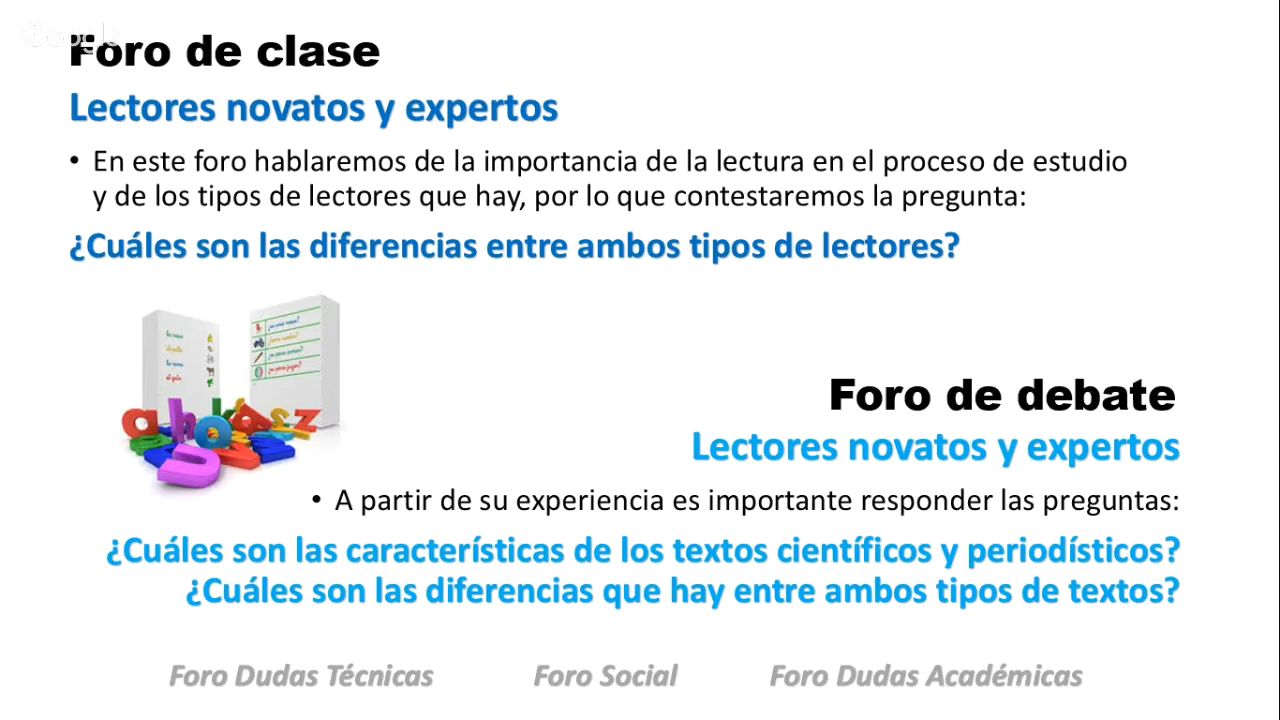 Google
Foro de clase
Lectores novatos y expertos
• En este foro hablaremos de la importancia de la lectura en el proceso de estudio
y de los tipos de lectores que hay, por lo que contestaremos la pregunta:
¿Cuáles son las diferencias entre ambos tipos de lectores?
Foro de debate
Lectores novatos y expertos
• A partir de su experiencia es importante responder las preguntas:
¿Cuáles son las características de los textos científicos y periodísticos?
¿Cuáles son las diferencias que hay entre ambos tipos de textos?
Foro Dudas Técnicas Foro Social Foro Dudas Académicas